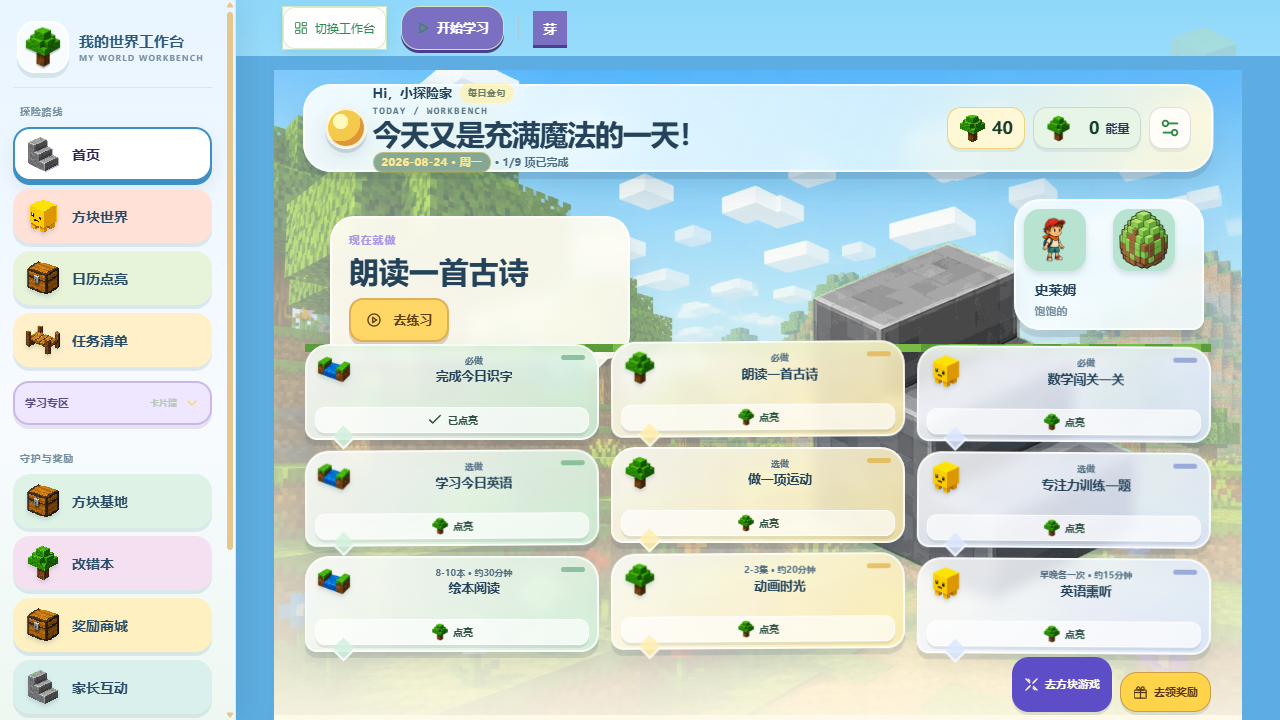 我的世界工作台
MY WORLD WORKBENCH
探险路线
首页
方块世界
日历点亮
任务清单
学习专区
卡片馆
守护与奖励
方块基地
改错本
奖励商城
家长互动
切换工作台
开始学习
芽
Hi，小探险家
每日金句
TODAY / WORKBENCH
今天又是充满魔法的一天！
2026-08-24 • 周一
• 1/9 项已完成
40
0 能量
现在就做
朗读一首古诗
去练习
史莱姆
饱饱的
必做
完成今日识字
已点亮
必做
朗读一首古诗
点亮
必做
数学闯关一关
点亮
选做
学习今日英语
点亮
选做
做一项运动
点亮
选做
专注力训练一题
点亮
8-10本 • 约30分钟
绘本阅读
点亮
2-3集 • 约20分钟
动画时光
点亮
早晚各一次 • 约15分钟
英语熏听
点亮
去方块游戏
去领奖励